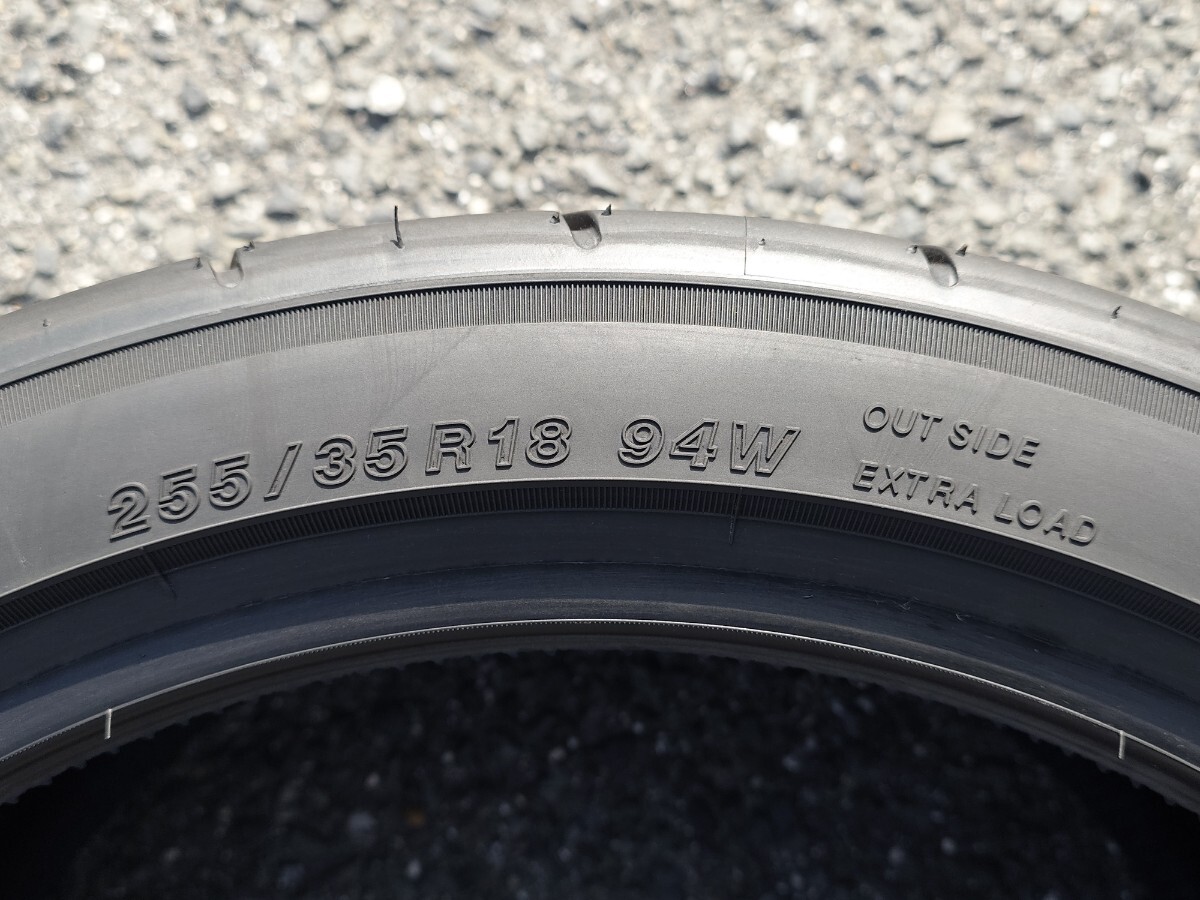 255/35R18 94W
OUT SIDE
EXTRA LOAD